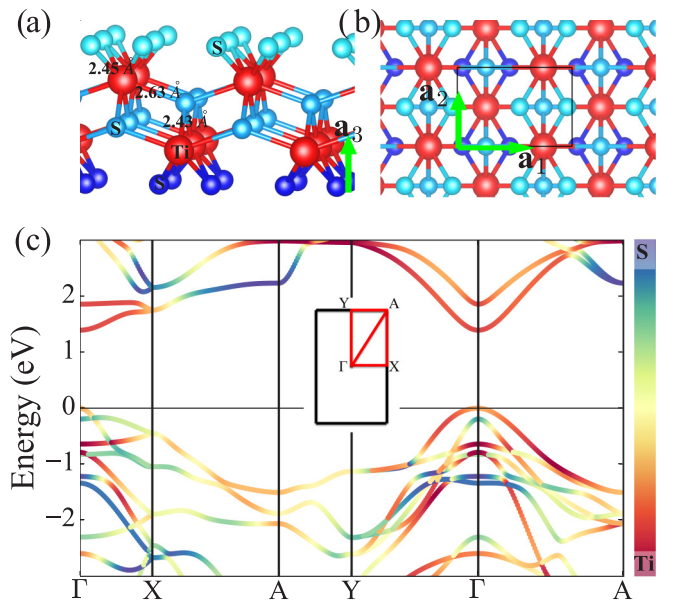 (a)
S
2.45 Å
2.63 Å
2.43 Å
S
Ti
S
a3
(b)
a2
a1
(c)
Energy (eV)
2
1
0
−1
−2
Y A
Γ X
Γ X A Y Γ A
S
Ti